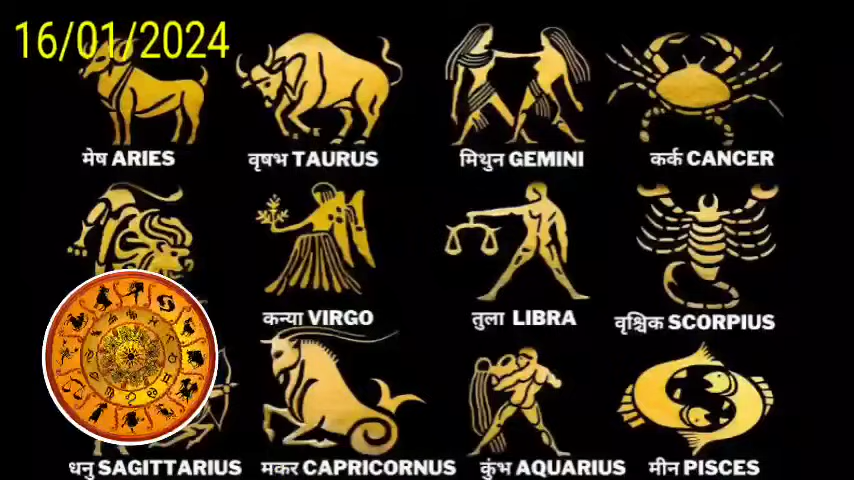 16/01/2024
मेष ARIES
वृषभ TAURUS
मिथुन GEMINI
कर्क CANCER
कन्या VIRGO
तुला LIBRA
वृश्चिक SCORPIUS
धनु SAGITTARIUS
मकर CAPRICORNUS
कुंभ AQUARIUS
मीन PISCES